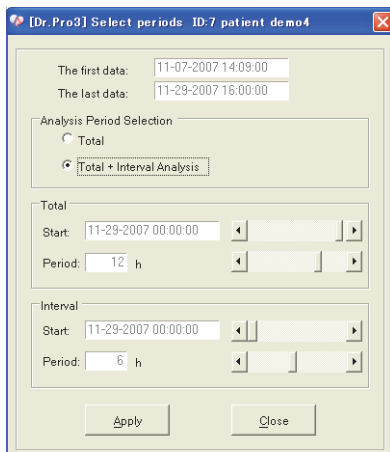 [Dr.Pro3] Select periods ID:7 patient demo4
The first data: 11-07-2007 14:09:00
The last data: 11-29-2007 16:00:00
Analysis Period Selection
Total
Total + Interval Analysis
Total
Start: 11-29-2007 00:00:00
Period: 12 h
Interval
Start: 11-29-2007 00:00:00
Period: 6 h
Apply Close